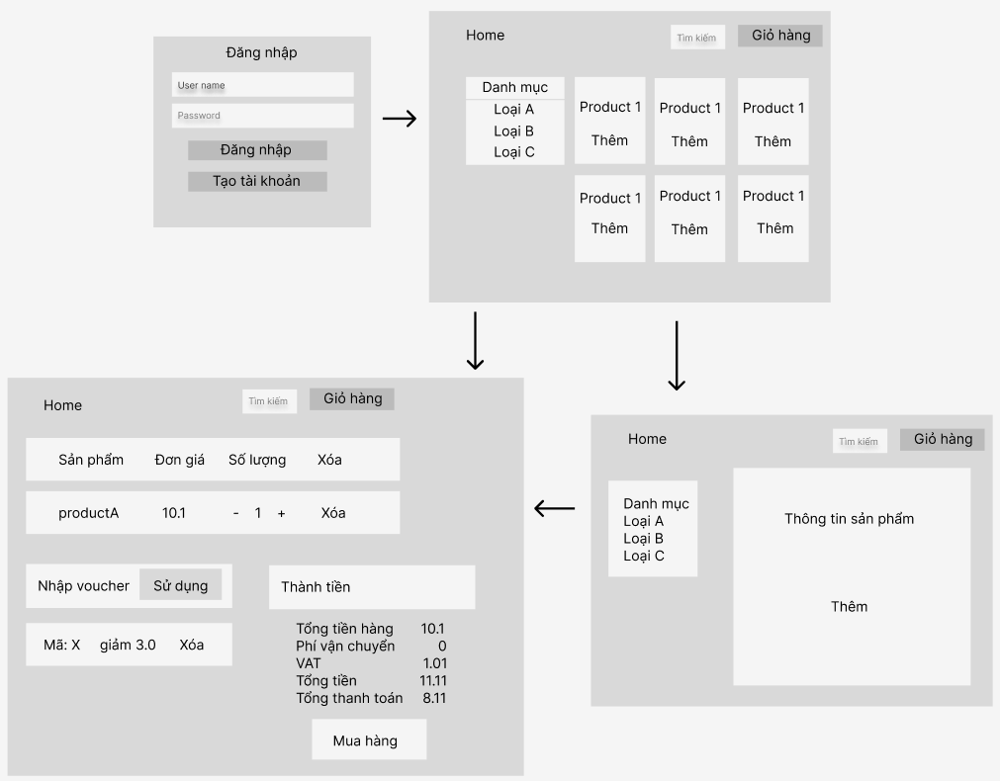 Đăng nhập
User name
Password
Đăng nhập
Tạo tài khoản
Home Tìm kiếm Giỏ hàng
Danh mục
Loại A
Loại B
Loại C
Product 1
Thêm
Product 1
Thêm
Product 1
Thêm
Product 1
Thêm
Product 1
Thêm
Product 1
Thêm
Home Tìm kiếm Giỏ hàng
Sản phẩm Đơn giá Số lượng Xóa
productA 10.1 - 1 + Xóa
Nhập voucher Sử dụng
Mã: X giảm 3.0 Xóa
Thành tiền
Tổng tiền hàng 10.1
Phí vận chuyển 0
VAT 1.01
Tổng tiền 11.11
Tổng thanh toán 8.11
Mua hàng
Home Tìm kiếm Giỏ hàng
Danh mục
Loại A
Loại B
Loại C
Thông tin sản phẩm
Thêm